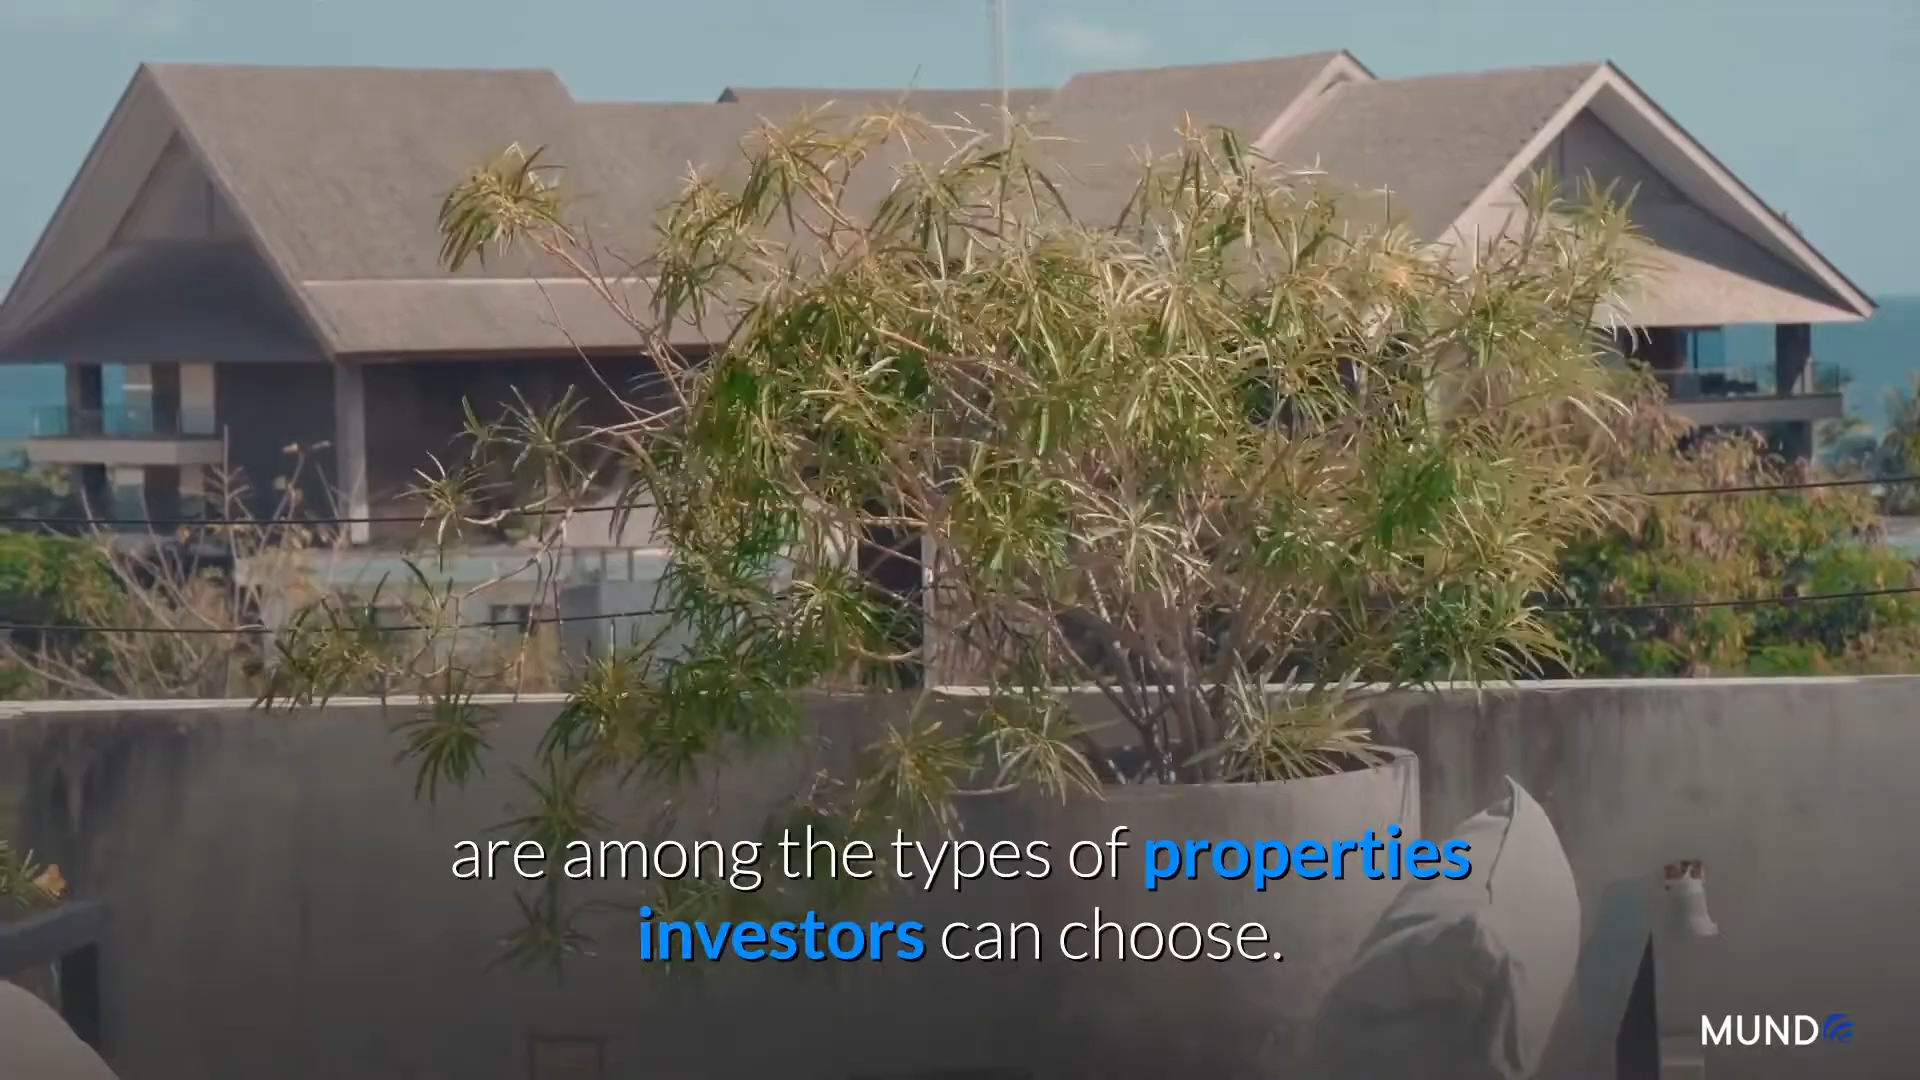 are among the types of properties
investors can choose.
MUND